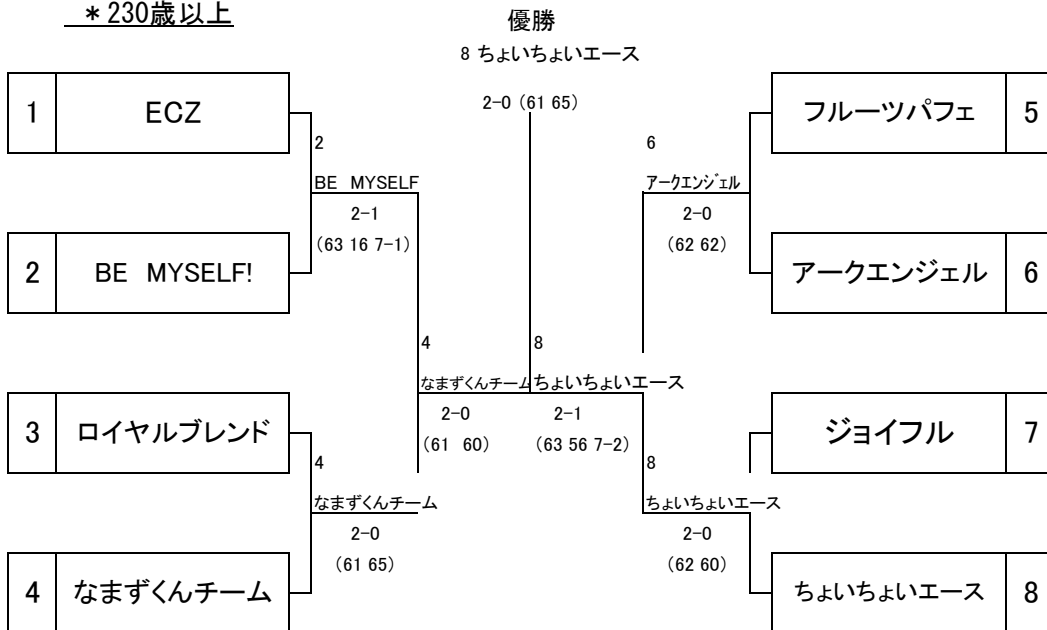 ＊230歳以上
優勝
8 ちょいちょいエース
2-0 (61 65)
1 ECZ
フルーツパフェ 5
2
6
BE MYSELF
アークエンジェル
2-1
2-0
(63 16 7-1)
(62 62)
2 BE MYSELF!
アークエンジェル 6
4
8
なまずくんチーム
ちょいちょいエース
2-0
2-1
(61 60)
(63 56 7-2)
3 ロイヤルブレンド
ジョイフル 7
4
8
なまずくんチーム
ちょいちょいエース
2-0
2-0
(61 65)
(62 60)
4 なまずくんチーム
ちょいちょいエース 8